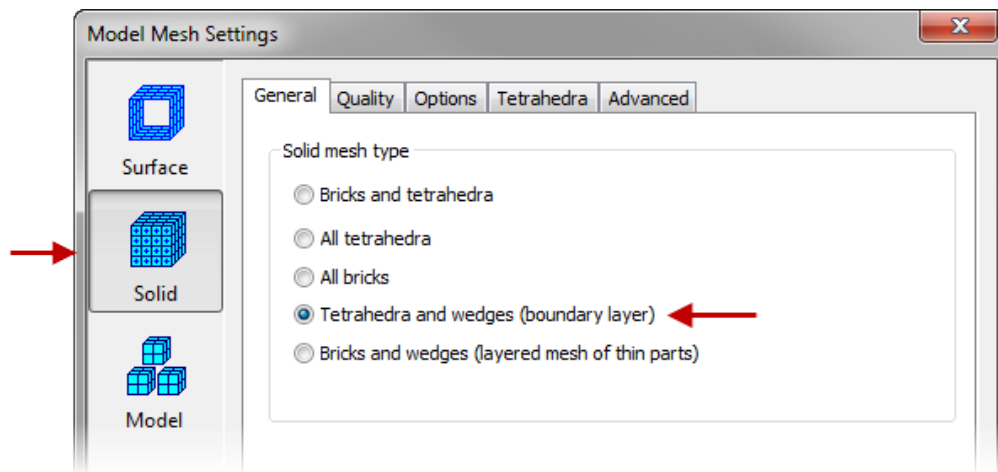 Model Mesh Settings
X
General Quality Options Tetrahedra Advanced
Surface
Solid mesh type
Bricks and tetrahedra
All tetrahedra
All bricks
Solid
Tetrahedra and wedges (boundary layer)
Bricks and wedges (layered mesh of thin parts)
Model